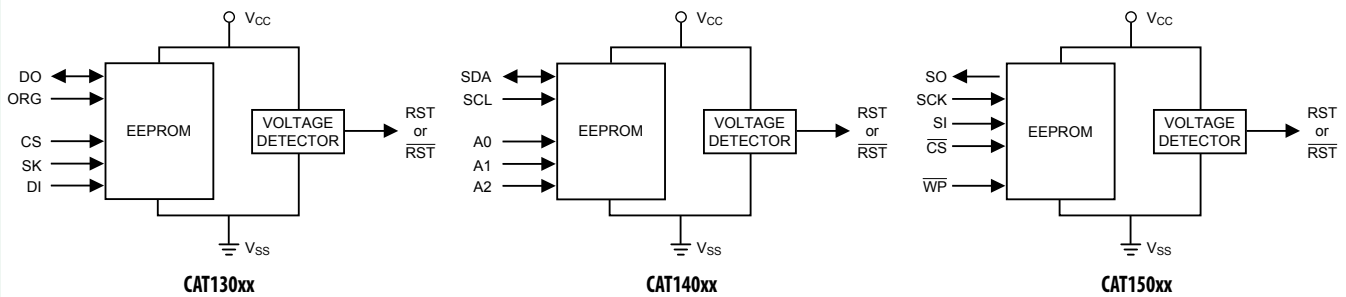 VCC
DO
ORG
CS
SK
DI
EEPROM
VOLTAGE
DETECTOR
RST
or
RST
VSS
CAT130xx
VCC
SDA
SCL
A0
A1
A2
EEPROM
VOLTAGE
DETECTOR
RST
or
RST
VSS
CAT140xx
VCC
SO
SCK
SI
CS
WP
EEPROM
VOLTAGE
DETECTOR
RST
or
RST
VSS
CAT150xx